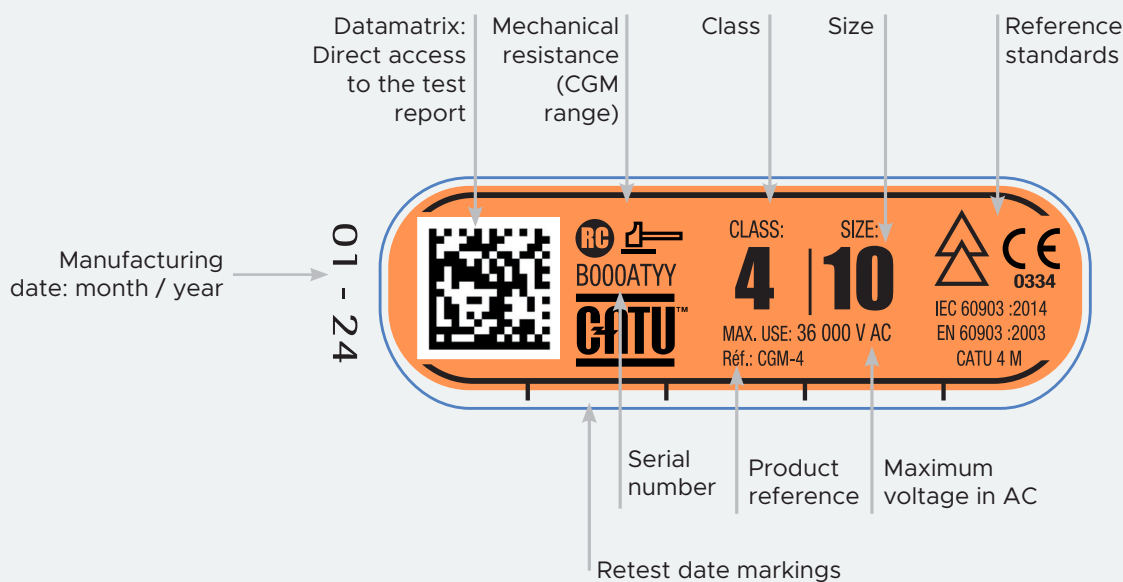 Datamatrix:
Direct access
to the test
report
Mechanical
resistance
(CGM
range)
Class
Size
Reference
standards
Manufacturing
date: month / year
01 - 24
RC
B000ATYY
CATU™
CLASS:
4
SIZE:
10
MAX. USE: 36 000 V AC
Réf.: CGM-4
CE
0334
IEC 60903 :2014
EN 60903 :2003
CATU 4 M
Serial
number
Product
reference
Maximum
voltage in AC
Retest date markings